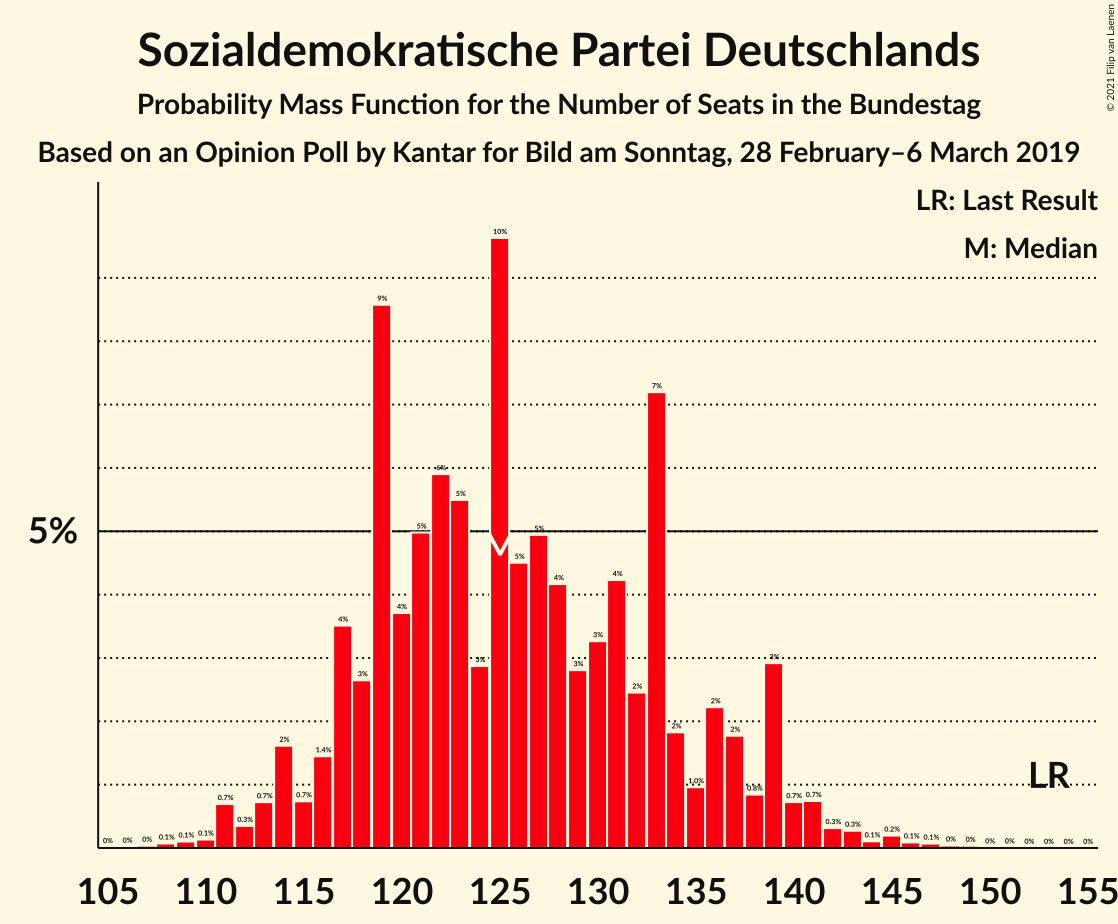 © 2021 Filip van Laenen
Sozialdemokratische Partei Deutschlands
Probability Mass Function for the Number of Seats in the Bundestag
Based on an Opinion Poll by Kantar for Bild am Sonntag, 28 February–6 March 2019
LR: Last Result
M: Median
5%
0% 0% 0% 0.1% 0.1% 0.1% 0.7% 0.3% 0.7% 2% 0.7% 1.4% 4% 3% 9% 4% 5% 6% 5% 3% 10% 5% 5% 4% 3% 3% 4% 2% 7% 2% 1.0% 2% 2% 0.8% 3% 0.7% 0.7% 0.3% 0.3% 0.1% 0.2% 0.1% 0.1% 0% 0% 0% 0% 0% 0% 0% 0%
LR
105 110 115 120 125 130 135 140 145 150 155